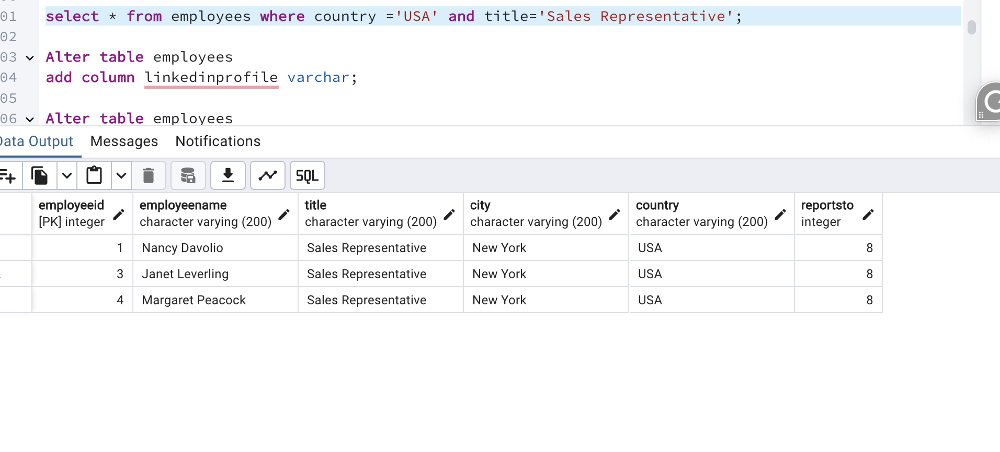 01 select * from employees where country ='USA' and title='Sales Representative';
02
03 Alter table employees
04 add column linkedinprofile varchar;
05
06 Alter table employees
Data Output Messages Notifications
SQL
employeeid employeename title city country reportsto
[PK] integer character varying (200) character varying (200) character varying (200) character varying (200) integer
1 Nancy Davolio Sales Representative New York USA 8
3 Janet Leverling Sales Representative New York USA 8
4 Margaret Peacock Sales Representative New York USA 8